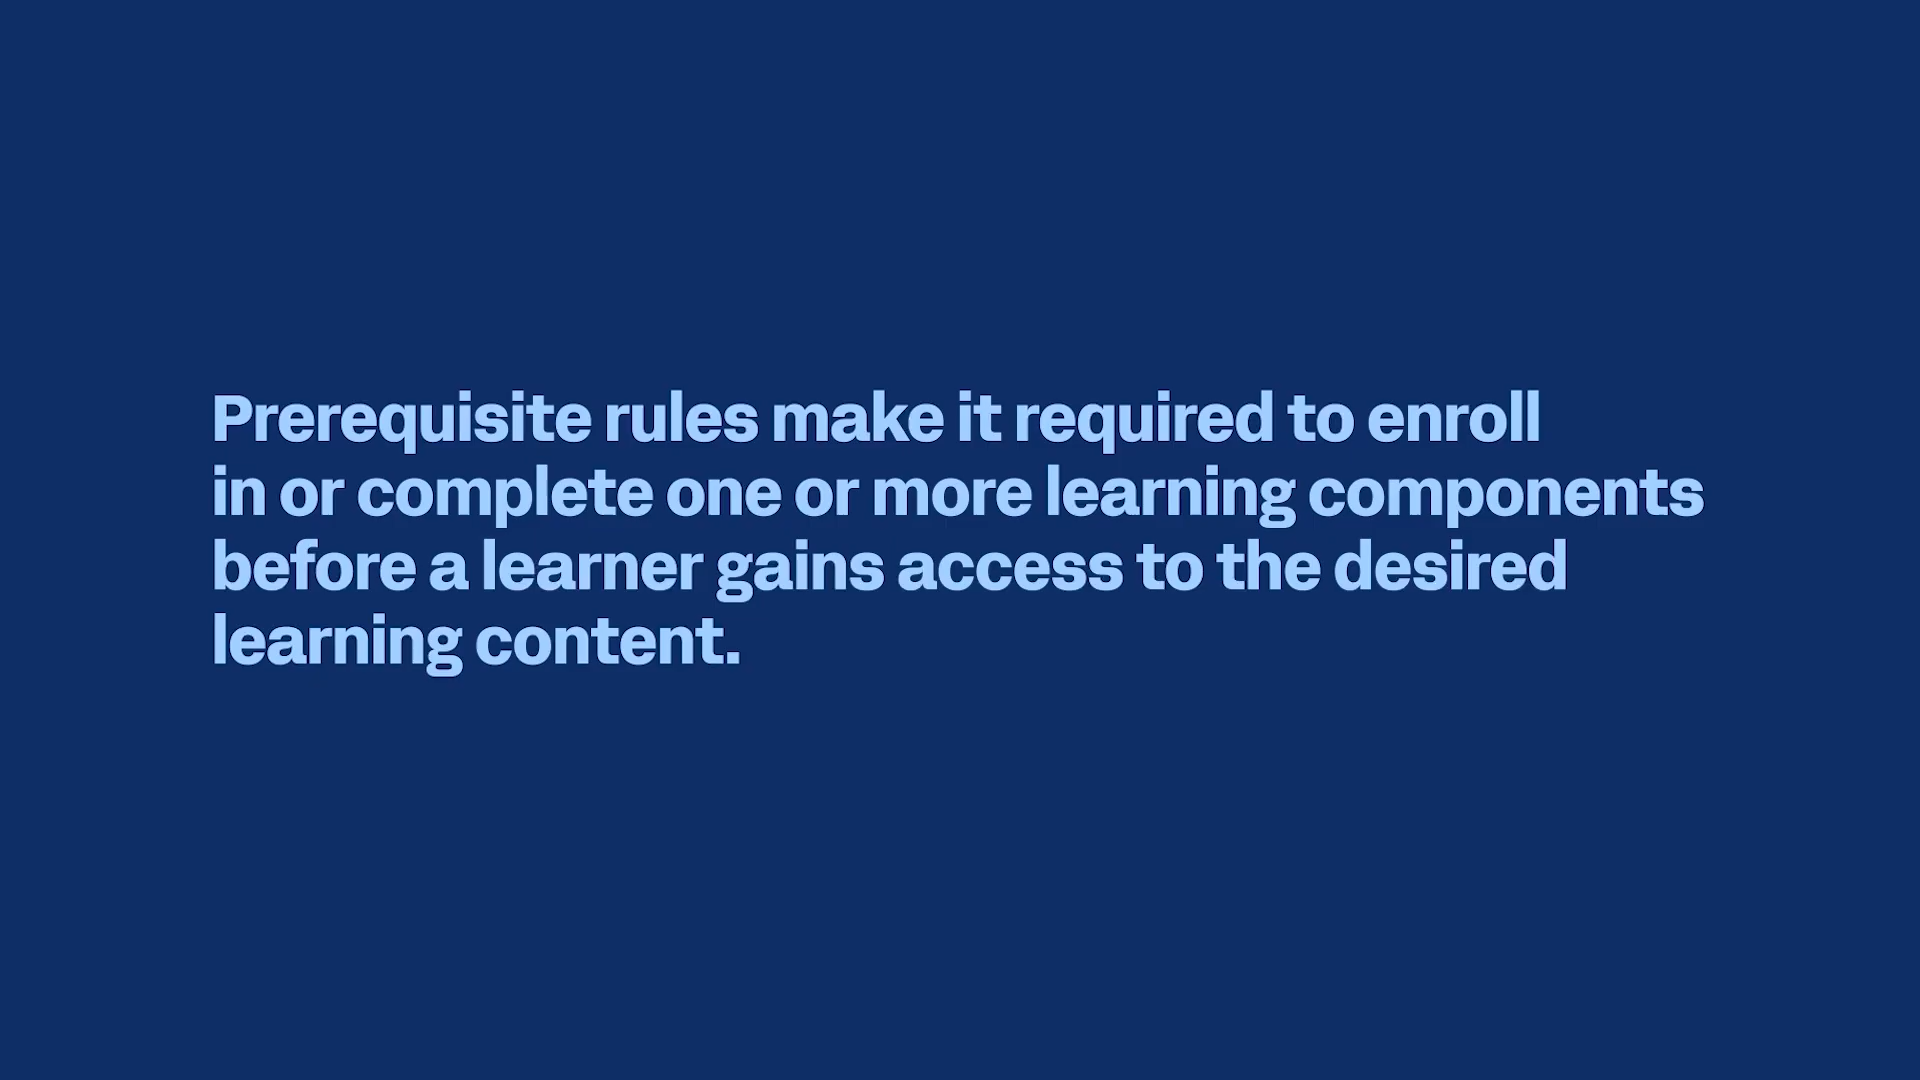 Prerequisite rules make it required to enroll
in or complete one or more learning components
before a learner gains access to the desired
learning content.